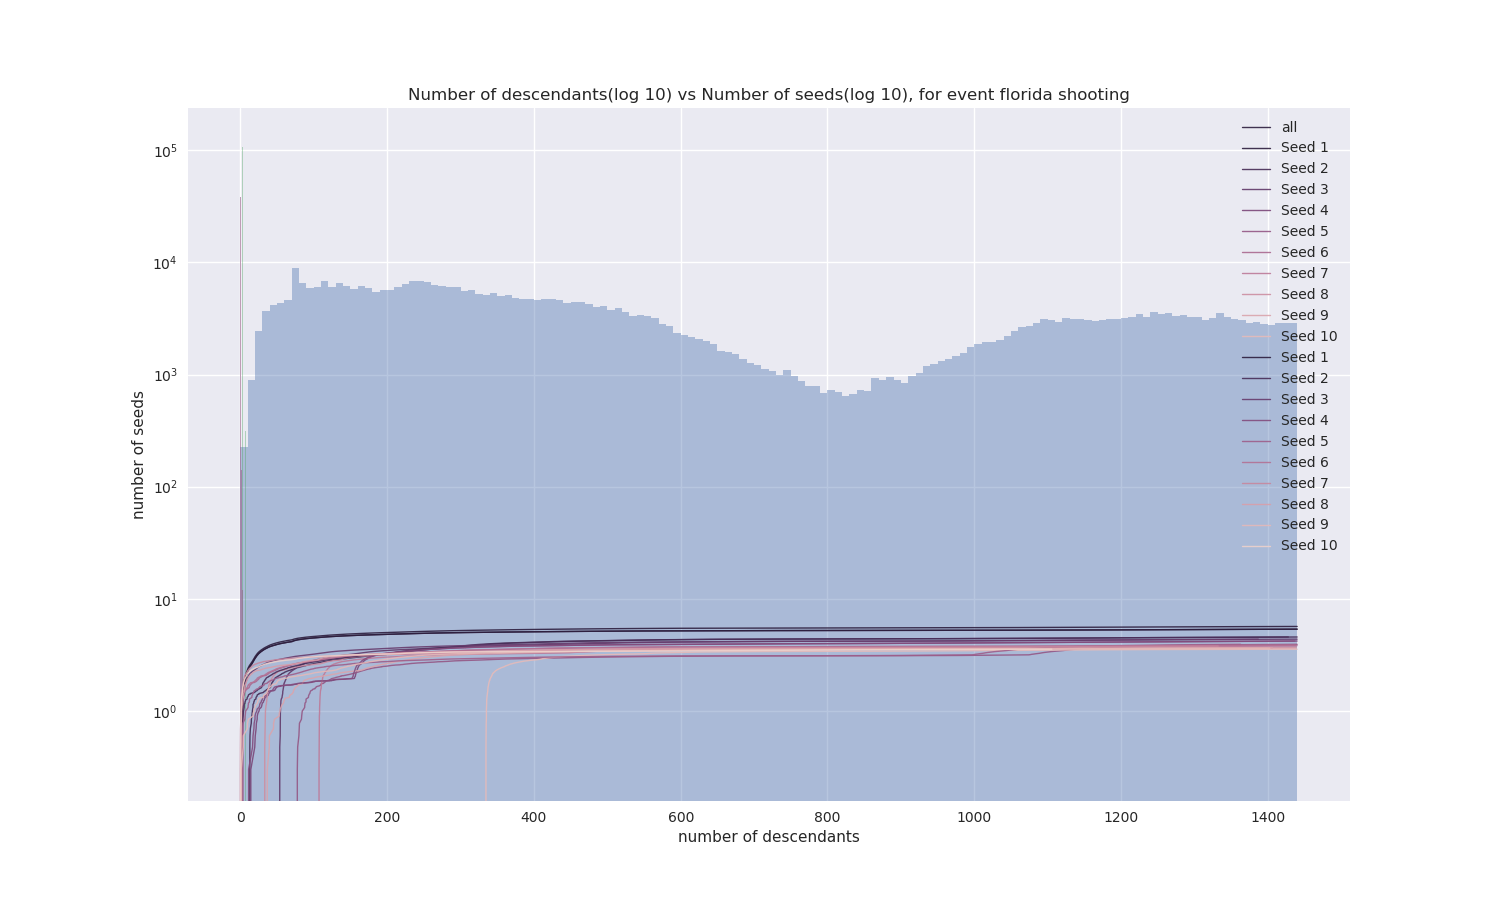 Number of descendants(log 10) vs Number of seeds(log 10), for event florida shooting
number of seeds
10^5
10^4
10^3
10^2
10^1
10^0
0 200 400 600 800 1000 1200 1400
number of descendants
all
Seed 1
Seed 2
Seed 3
Seed 4
Seed 5
Seed 6
Seed 7
Seed 8
Seed 9
Seed 10
Seed 1
Seed 2
Seed 3
Seed 4
Seed 5
Seed 6
Seed 7
Seed 8
Seed 9
Seed 10